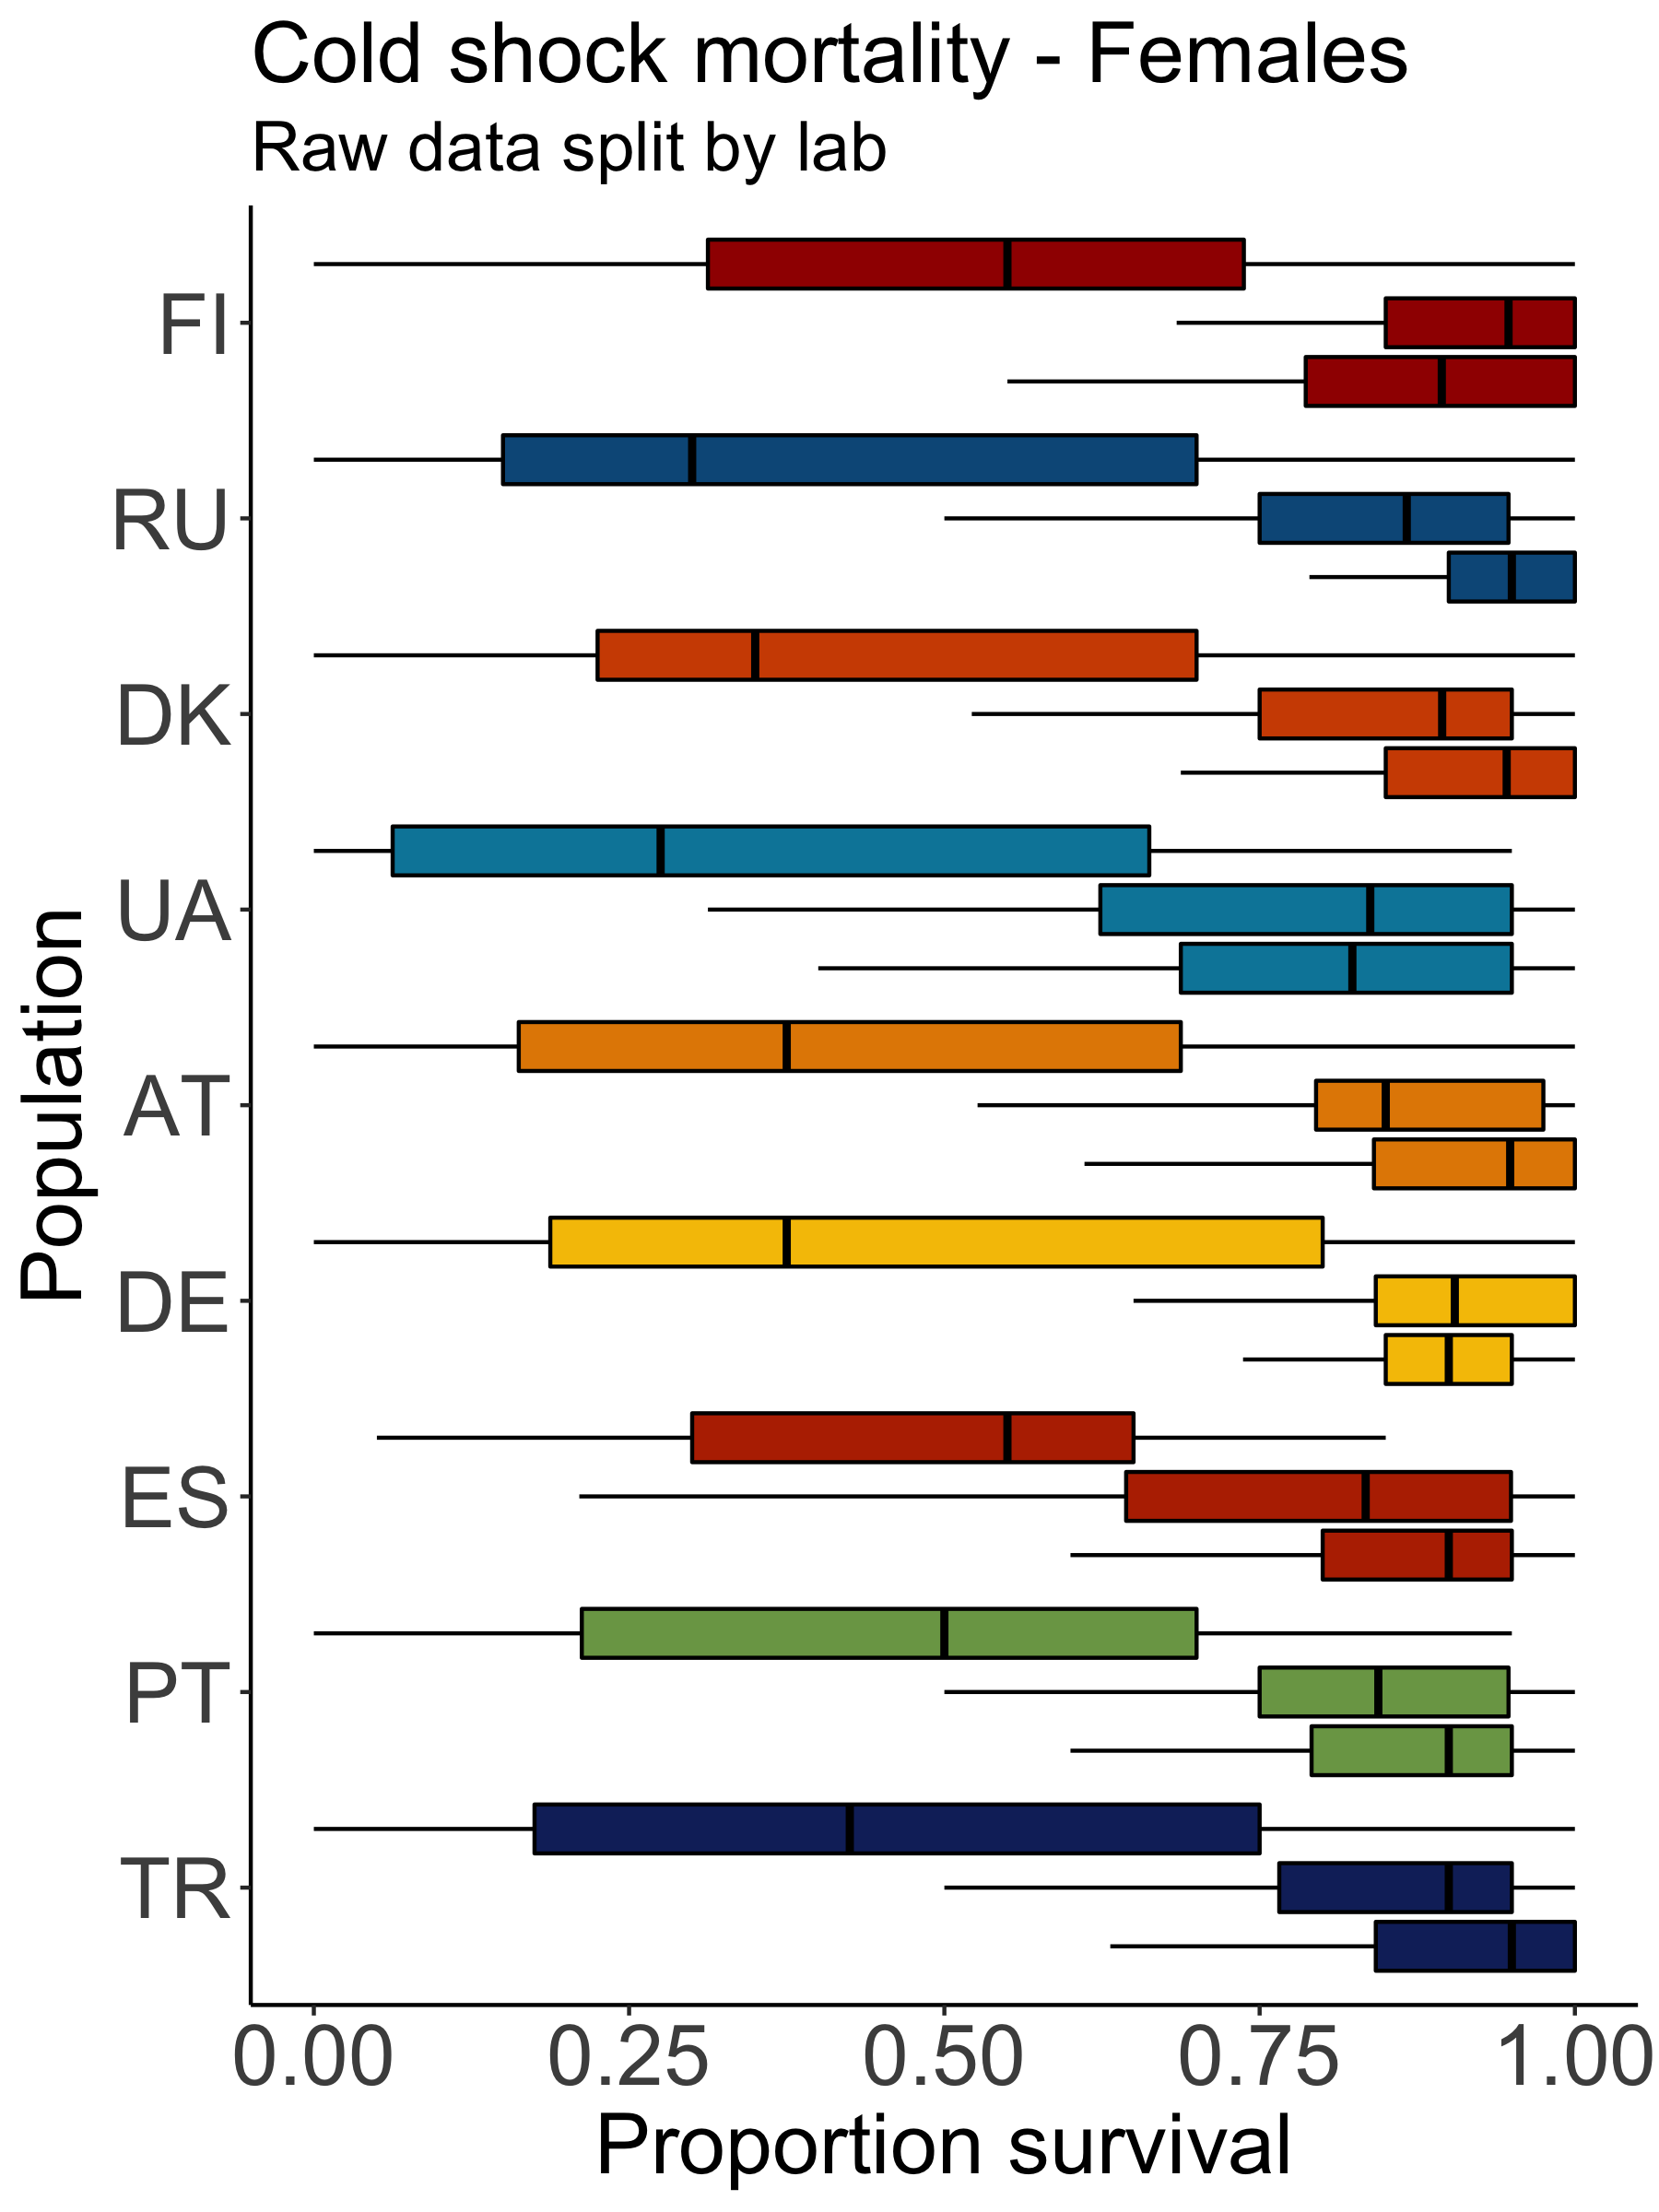 Cold shock mortality - Females
Raw data split by lab
Population
FI
RU
DK
UA
AT
DE
ES
PT
TR
0.00 0.25 0.50 0.75 1.00
Proportion survival